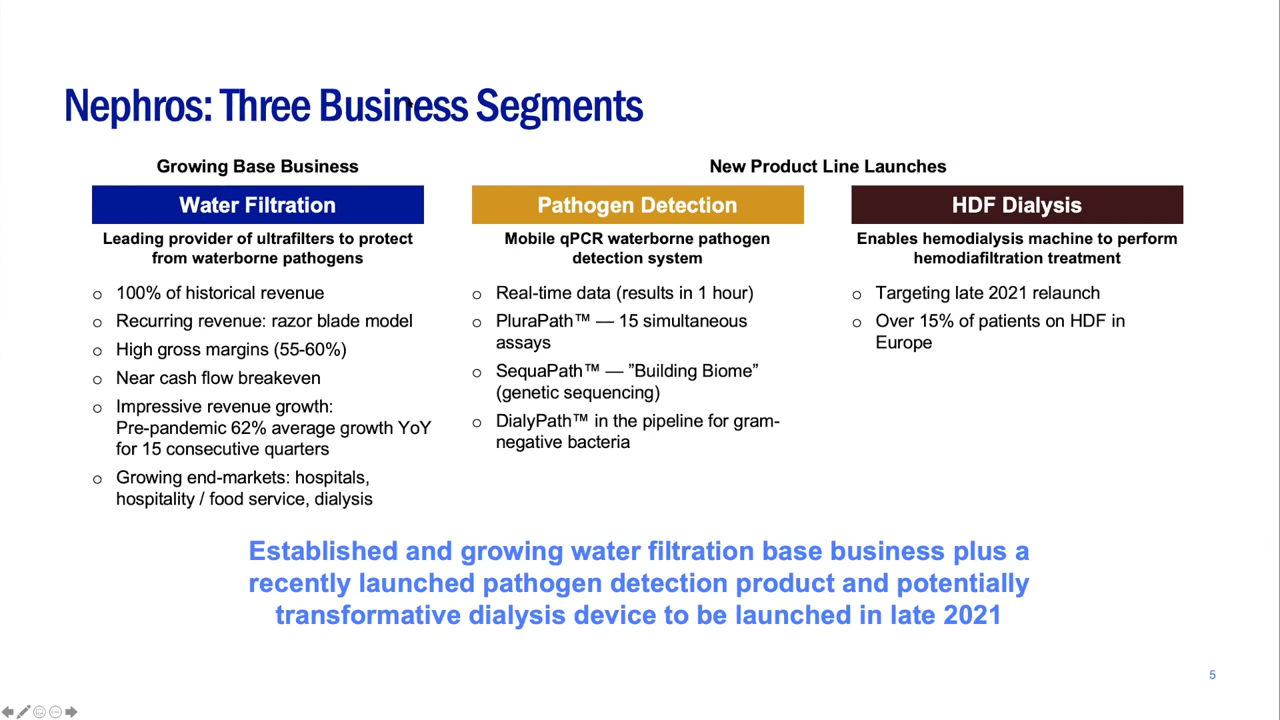 Nephros: Three Business Segments
Growing Base Business
Water Filtration
Leading provider of ultrafilters to protect
from waterborne pathogens
○ 100% of historical revenue
○ Recurring revenue: razor blade model
○ High gross margins (55-60%)
○ Near cash flow breakeven
○ Impressive revenue growth:
Pre-pandemic 62% average growth YoY
for 15 consecutive quarters
○ Growing end-markets: hospitals,
hospitality / food service, dialysis
New Product Line Launches
Pathogen Detection
Mobile qPCR waterborne pathogen
detection system
○ Real-time data (results in 1 hour)
○ PluraPath™ — 15 simultaneous
assays
○ SequaPath™ — ”Building Biome”
(genetic sequencing)
○ DialyPath™ in the pipeline for gram-
negative bacteria
HDF Dialysis
Enables hemodialysis machine to perform
hemodiafiltration treatment
○ Targeting late 2021 relaunch
○ Over 15% of patients on HDF in
Europe
Established and growing water filtration base business plus a
recently launched pathogen detection product and potentially
transformative dialysis device to be launched in late 2021
5